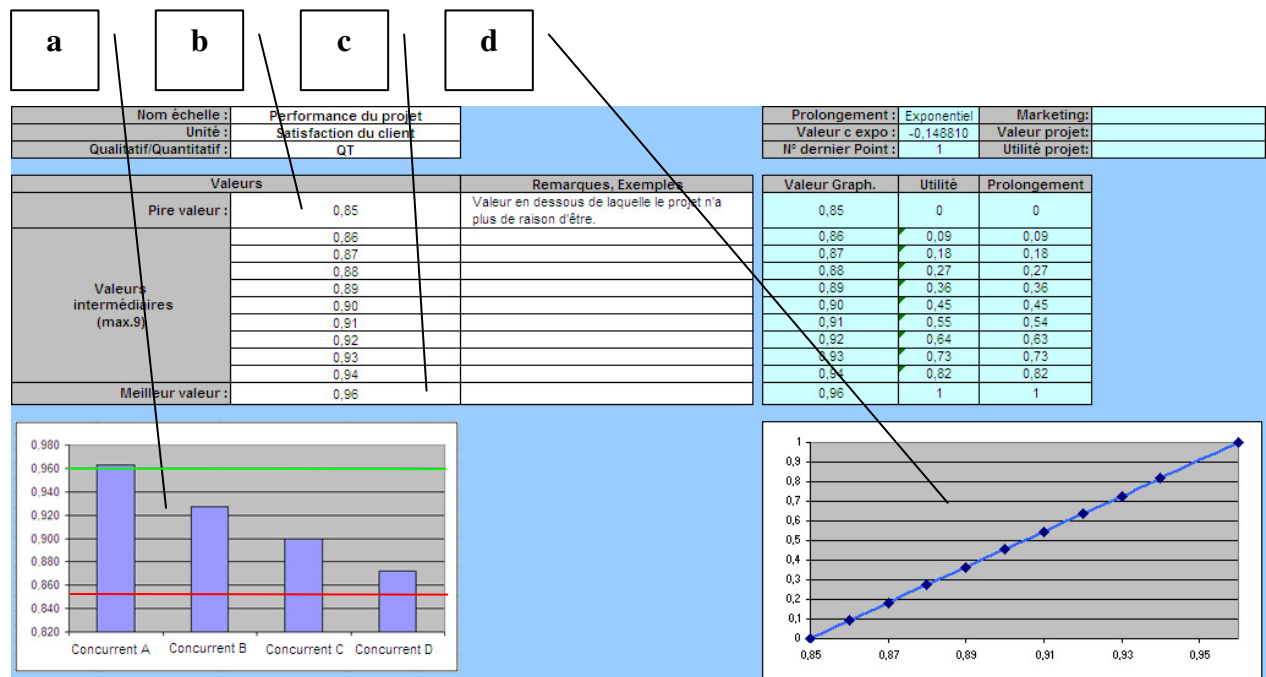 a b c d
Nom échelle : Performance du projet
Unité : Satisfaction du client
Qualitatif/Quantitatif : QT
Prolongement : Exponentiel Marketing:
Valeur c expo : -0,148810 Valeur projet:
N° dernier Point : 1 Utilité projet:
Valeurs Remarques, Exemples
Pire valeur : 0,85 Valeur en dessous de laquelle le projet n'a
plus de raison d'être.
Valeurs
intermédiaires
(max.9)
0,86
0,87
0,88
0,89
0,90
0,91
0,92
0,93
0,94
Meilleur valeur : 0,96
Valeur Graph. Utilité Prolongement
0,85 0 0
0,86 0,09 0,09
0,87 0,18 0,18
0,88 0,27 0,27
0,89 0,36 0,36
0,90 0,45 0,45
0,91 0,55 0,54
0,92 0,64 0,63
0,93 0,73 0,73
0,94 0,82 0,82
0,96 1 1
0,980
0,960
0,940
0,920
0,900
0,880
0,860
0,840
0,820
Concurrent A Concurrent B Concurrent C Concurrent D
1
0,9
0,8
0,7
0,6
0,5
0,4
0,3
0,2
0,1
0
0,85 0,87 0,89 0,91 0,93 0,95